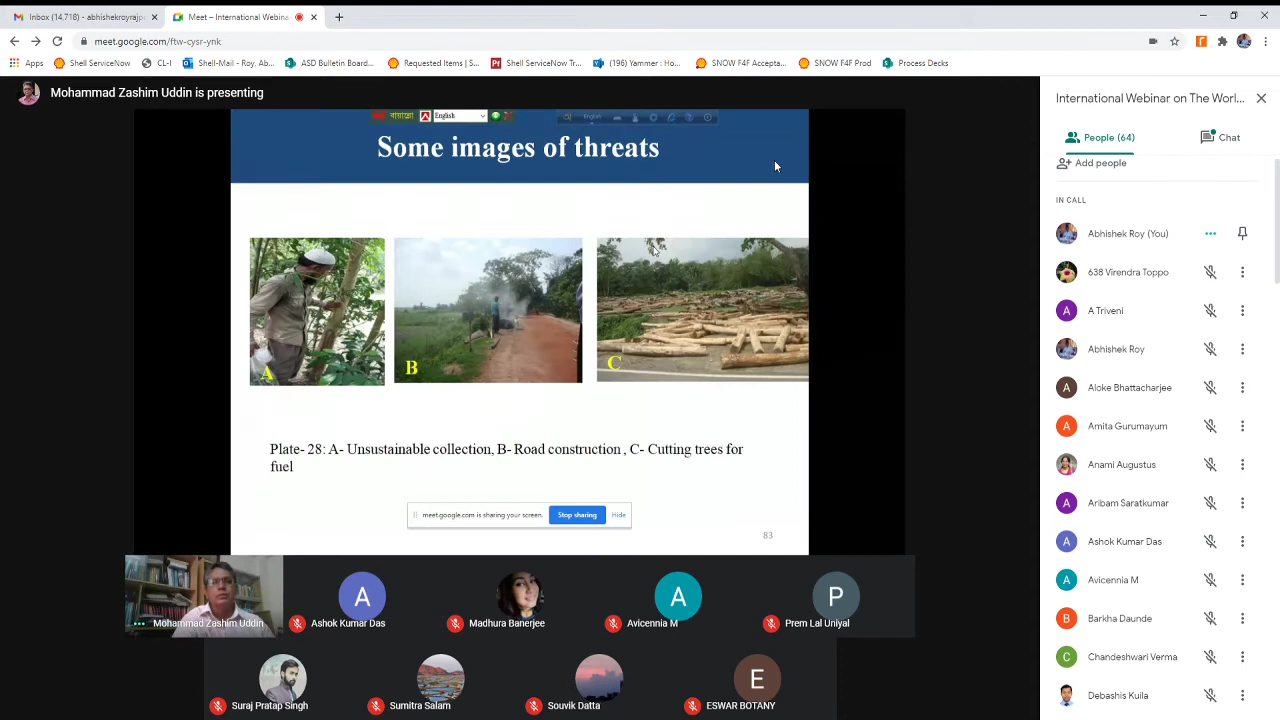 Inbox (14,718) - abhishekroyrajp
Meet – International Webina
meet.google.com/ftw-cysr-ynk
Apps
Shell ServiceNow
CL-I
Shell-Mail - Roy, Ab...
ASD Bulletin Board...
Requested Items | S...
Shell ServiceNow Tr...
(196) Yammer : Ho...
SNOW F4F Accepta...
SNOW F4F Prod
Process Decks
Mohammad Zashim Uddin is presenting
English
English
Some images of threats
A
B
C
Plate- 28: A- Unsustainable collection, B- Road construction , C- Cutting trees for
fuel
meet.google.com is sharing your screen.
Stop sharing
Hide
83
Mohammad Zashim Uddin
A
Ashok Kumar Das
Madhura Banerjee
A
Avicennia M
P
Prem Lal Uniyal
Suraj Pratap Singh
Sumitra Salam
Souvik Datta
E
ESWAR BOTANY
International Webinar on The Worl...
People (64)
Chat
Add people
IN CALL
Abhishek Roy (You)
638 Virendra Toppo
A
A Triveni
Abhishek Roy
Aloke Bhattacharjee
Amita Gurumayum
Anami Augustus
Aribam Saratkumar
A
Ashok Kumar Das
A
Avicennia M
B
Barkha Daunde
C
Chandeshwari Verma
Debashis Kuila